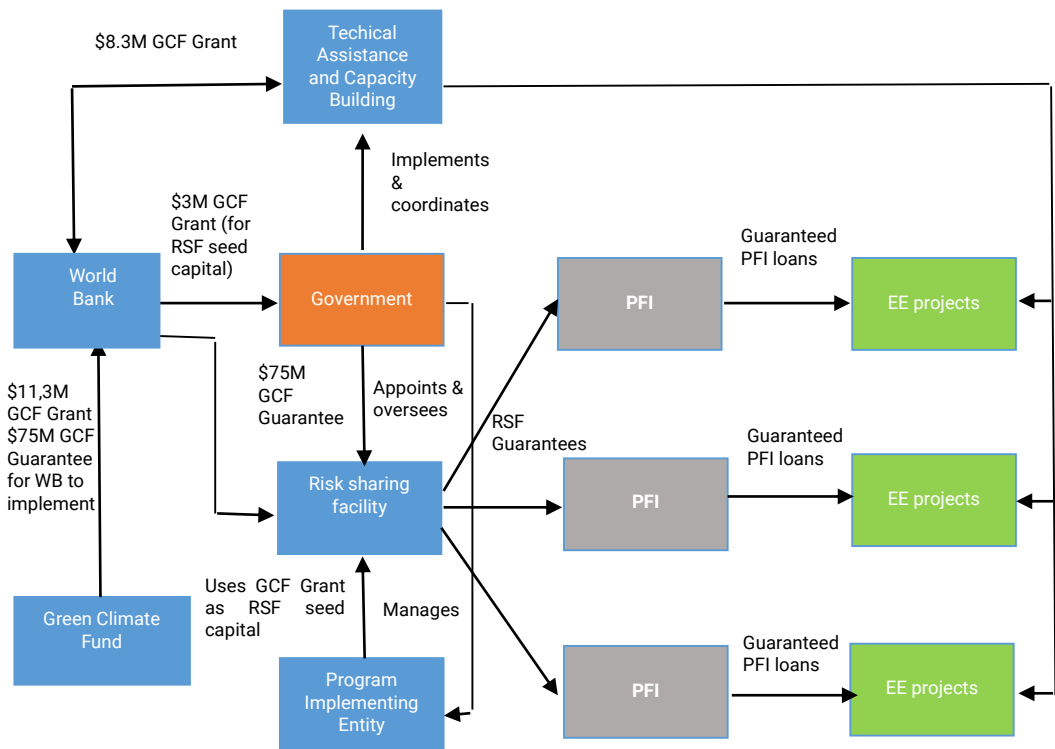 $8.3M GCF Grant
Techical
Assistance
and Capacity
Building
Implements
&
coordinates
$3M GCF
Grant (for
RSF seed
capital)
World
Bank
Government
PFI
Guaranteed
PFI loans
EE projects
$11,3M
GCF Grant
$75M GCF
Guarantee
for WB to
implement
$75M
GCF
Guarantee
Appoints &
oversees
RSF
Guarantees
Risk sharing
facility
PFI
Guaranteed
PFI loans
EE projects
Green Climate
Fund
Uses GCF Grant
as RSF seed
capital
Manages
Program
Implementing
Entity
PFI
Guaranteed
PFI loans
EE projects